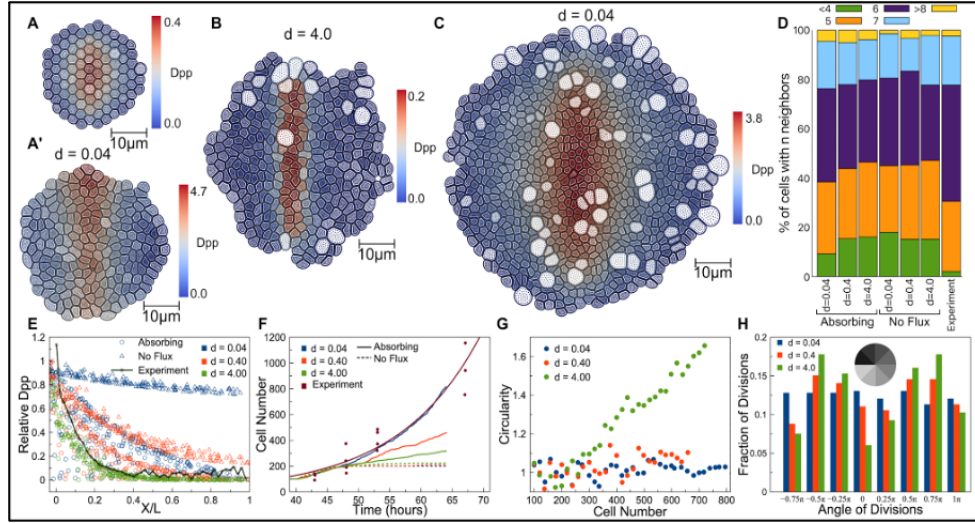 A
0.4
Dpp
0.0
10μm
A'
d = 0.04
4.7
Dpp
0.0
10μm
B
d = 4.0
0.2
Dpp
0.0
10μm
C
d = 0.04
3.8
Dpp
0.0
10μm
D
<4 6 >8
5 7
% of cells with n neighbors
100
80
60
40
20
0
d=0.04
d=0.4
d=4.0
d=0.04
d=0.4
d=4.0
Experiment
Absorbing No Flux
E
Absorbing d = 0.04
No Flux d = 0.40
Experiment d = 4.00
Relative Dpp
1.2
1
0.8
0.6
0.4
0.2
0
0 0.2 0.4 0.6 0.8 1
X/L
F
d = 0.04 Absorbing
d = 0.40 No Flux
d = 4.00
Experiment
Cell Number
1200
1000
800
600
400
200
0
40 45 50 55 60 65 70
Time (hours)
G
d = 0.04
d = 0.40
d = 4.00
Circularity
1.6
1.4
1.2
1
100 200 300 400 500 600 700 800
Cell Number
H
d = 0.04
d = 0.4
d = 4.0
Fraction of Divisions
0.2
0.15
0.1
0.05
0
−0.75π −0.5π −0.25π 0 0.25π 0.5π 0.75π 1π
Angle of Divisions